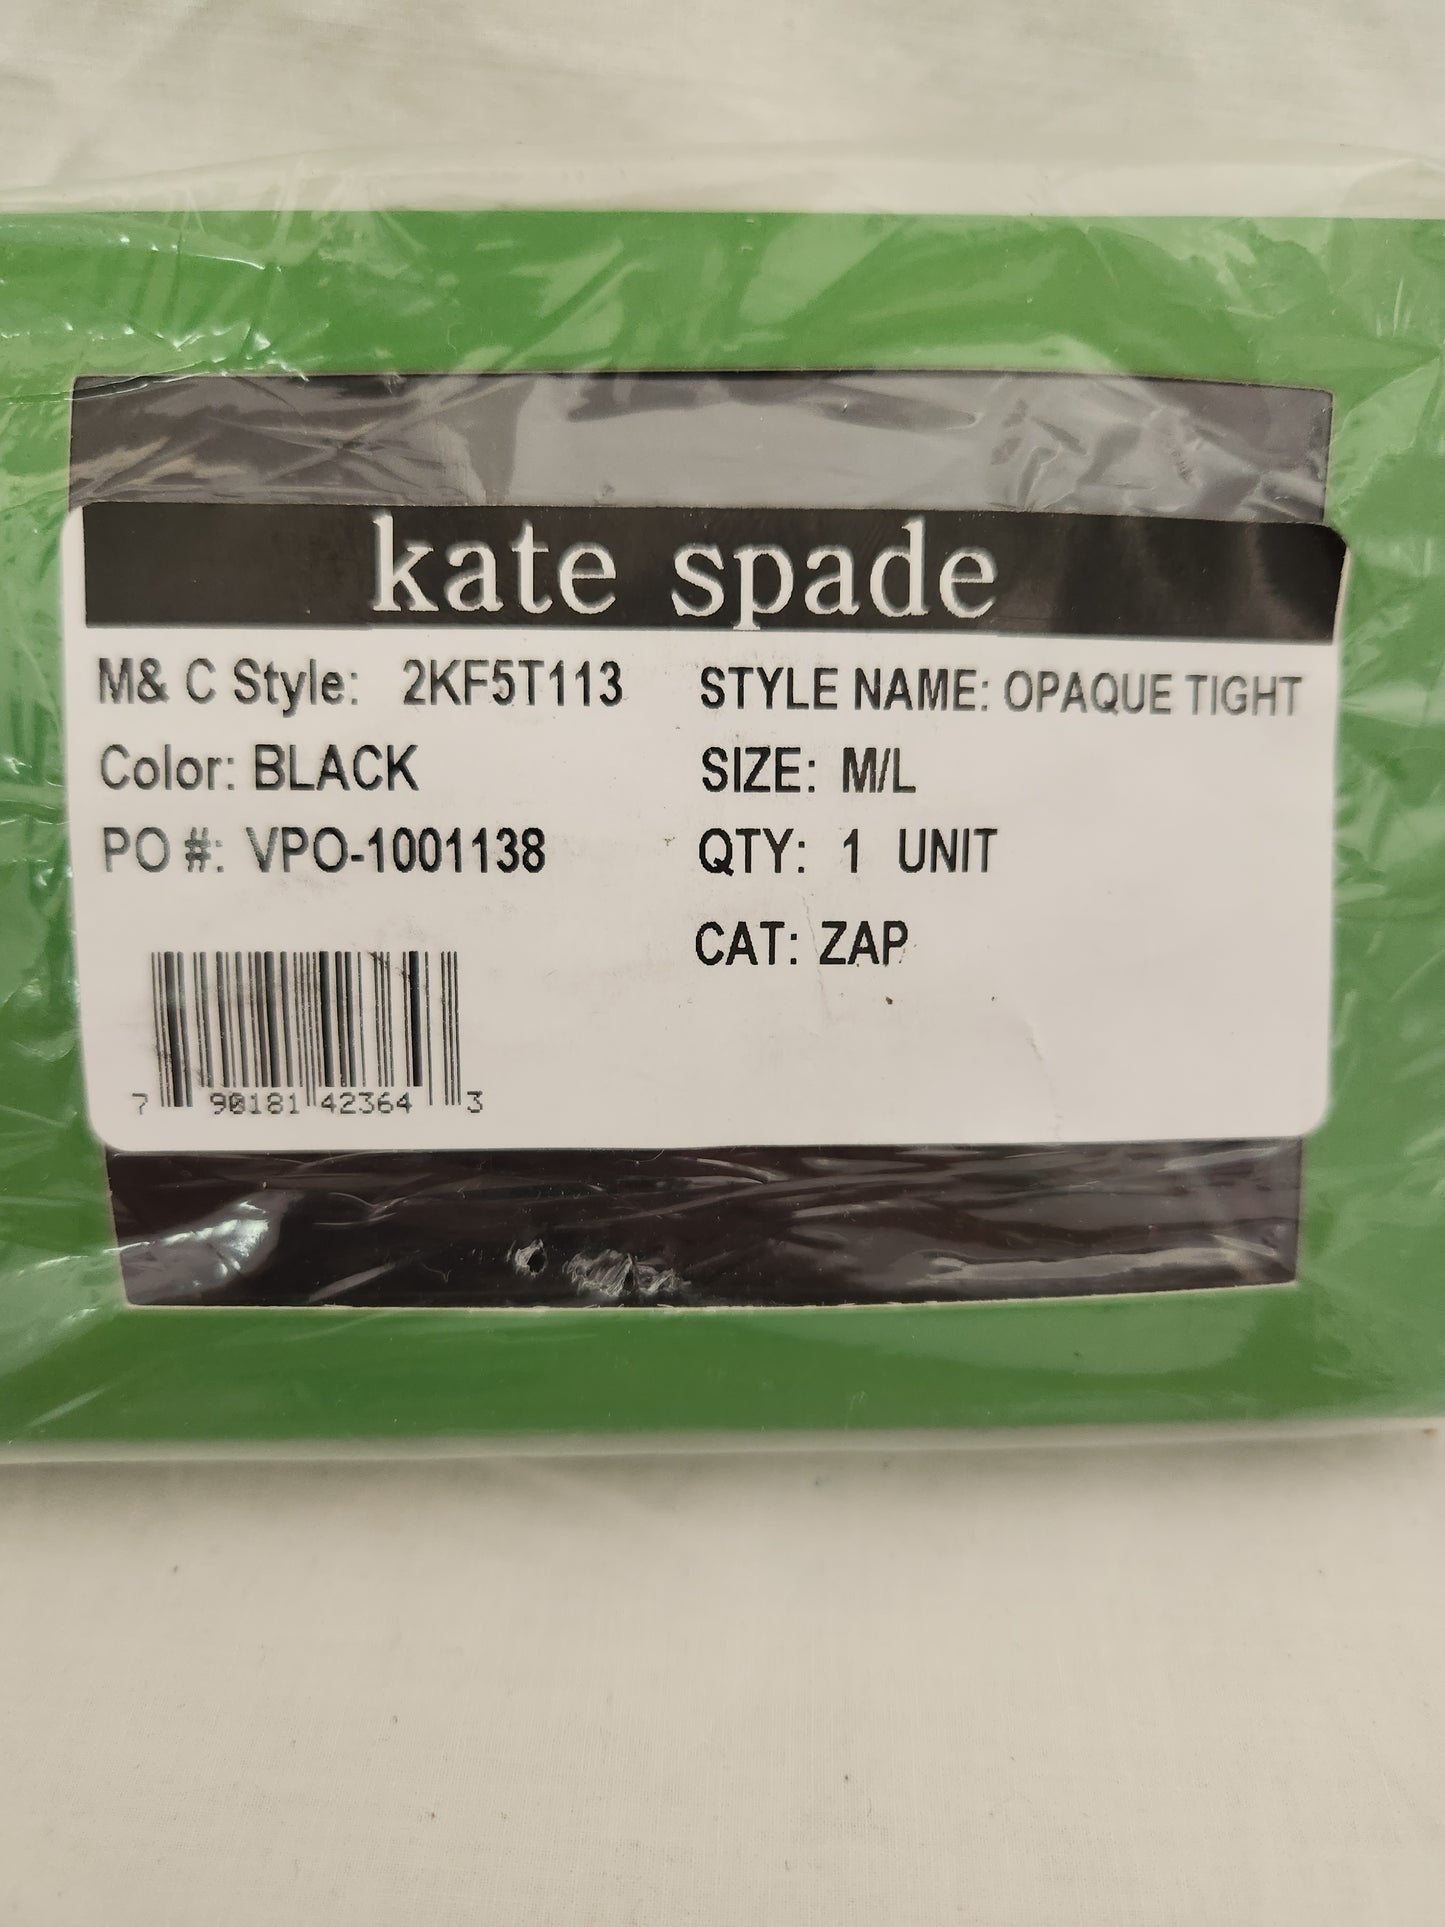 kate spade
M& C Style: 2KF5T113 STYLE NAME: OPAQUE TIGHT
Color: BLACK SIZE: M/L
PO #: VPO-1001138 QTY: 1 UNIT
CAT: ZAP
7 90181 42364 3